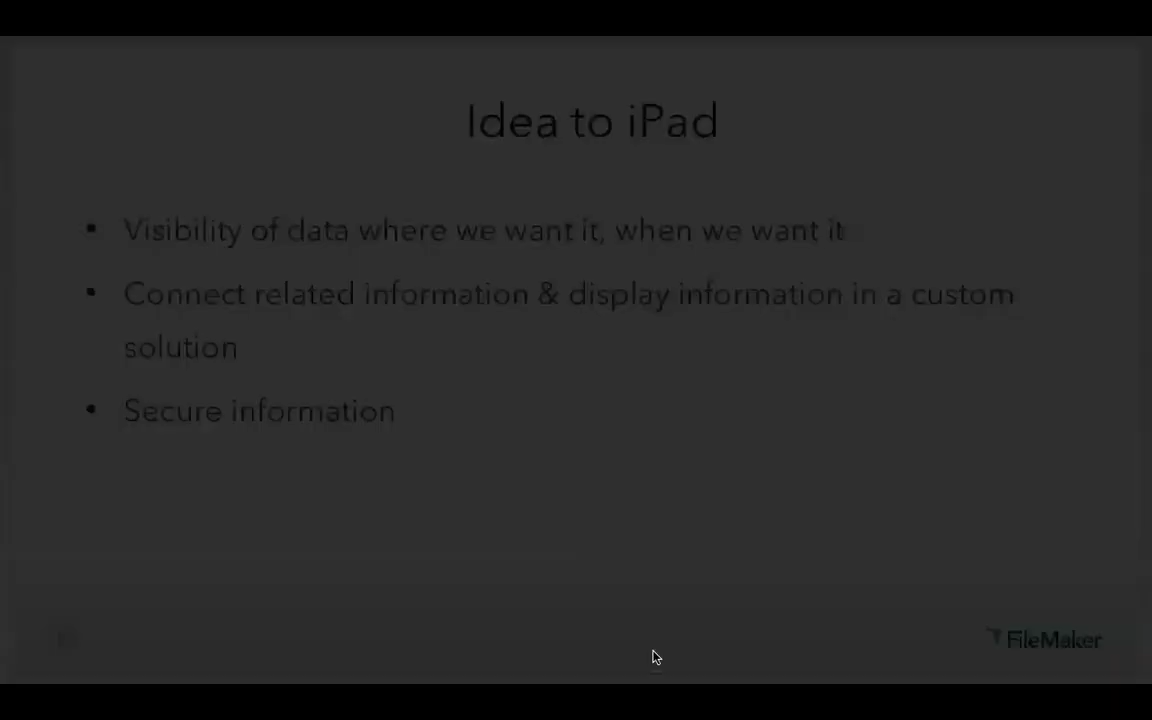 Idea to iPad
• Visibility of data where we want it, when we want it
• Connect related information & display information in a custom
solution
• Secure information
FileMaker